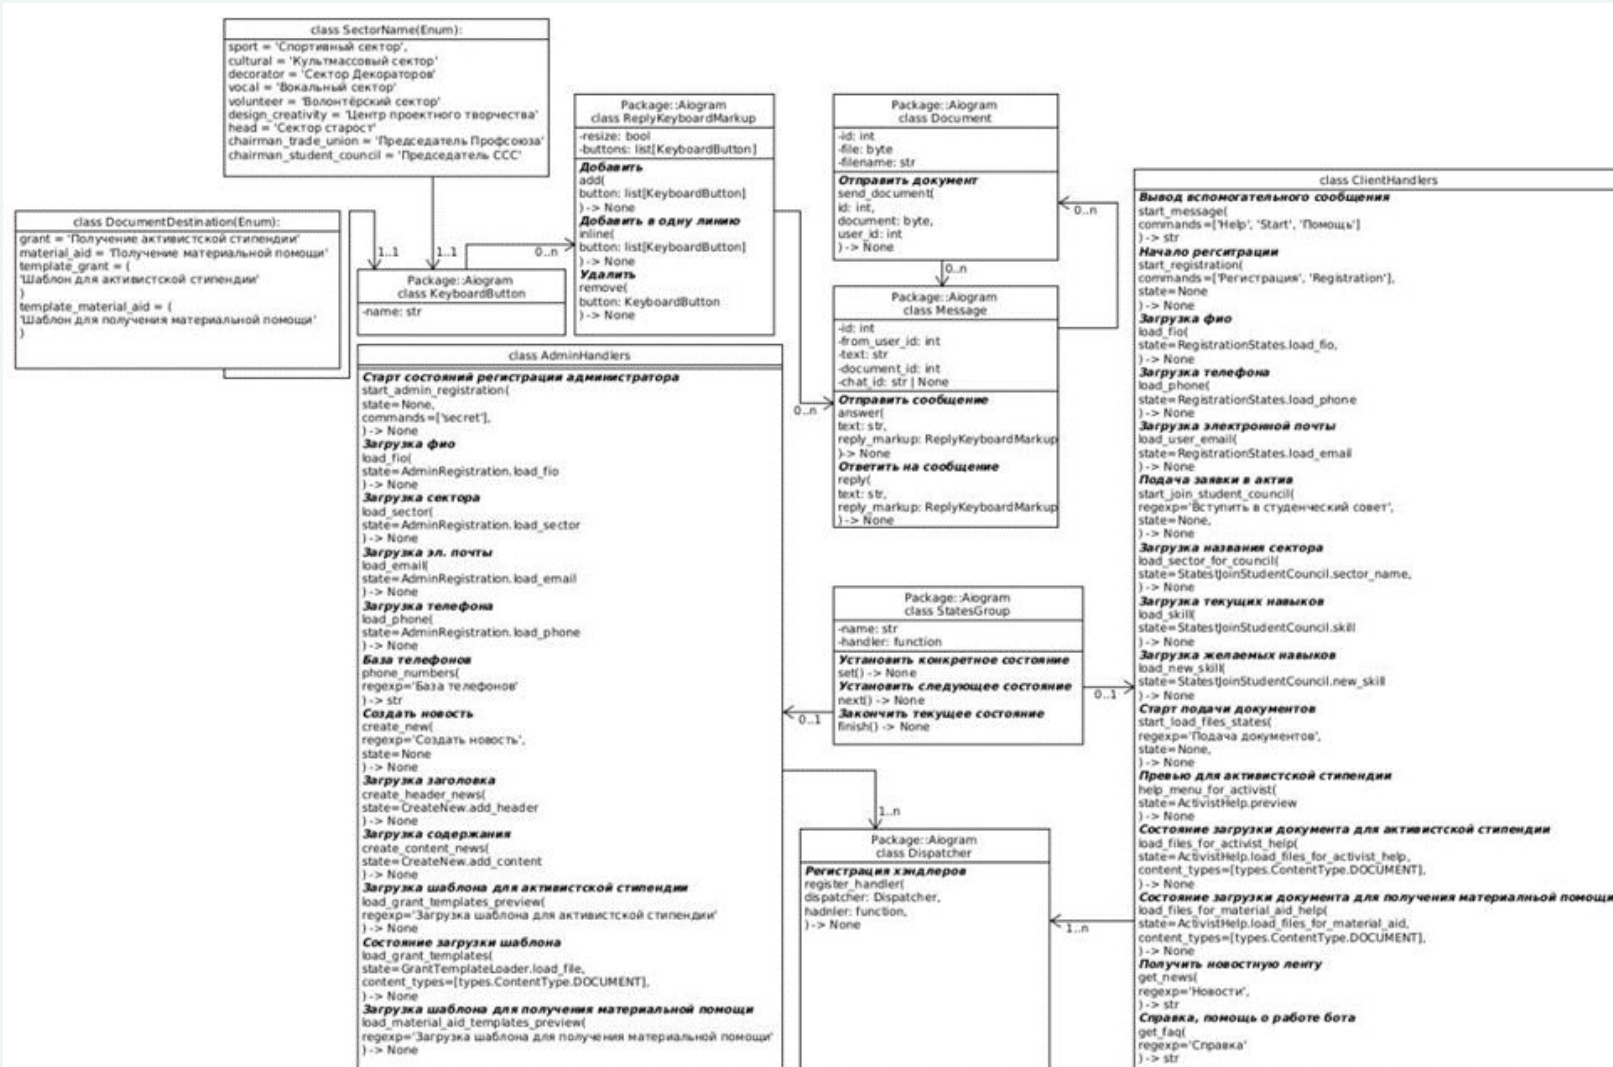 class SectorName(Enum):
sport = 'Спортивный сектор',
cultural = 'Культмассовый сектор'
decorator = 'Сектор Декораторов'
vocal = 'Вокальный сектор'
volunteer = 'Волонтёрский сектор'
design_creativity = 'Центр проектного творчества'
head = 'Сектор старост'
chairman_trade_union = 'Председатель Профсоюза'
chairman_student_council = 'Председатель ССС'
class DocumentDestination(Enum):
grant = 'Получение активистской стипендии'
material_aid = 'Получение материальной помощи'
template_grant = (
'Шаблон для активистской стипендии'
)
template_material_aid = (
'Шаблон для получения материальной помощи'
)
1..1
1..1
0..n
Package::Aiogram
class KeyboardButton
-name: str
Package::Aiogram
class ReplyKeyboardMarkup
-resize: bool
-buttons: list[KeyboardButton]
Добавить
add(
button: list[KeyboardButton]
) -> None
Добавить в одну линию
inline(
button: list[KeyboardButton]
) -> None
Удалить
remove(
button: KeyboardButton
) -> None
0..n
Package::Aiogram
class Document
-id: int
-file: byte
-filename: str
Отправить документ
send_document(
id: int,
document: byte,
user_id: int
) -> None
0..n
0..n
Package::Aiogram
class Message
-id: int
-from_user_id: int
-text: str
-document_id: int
-chat_id: str | None
Отправить сообщение
answer(
text: str,
reply_markup: ReplyKeyboardMarkup
)-> None
Ответить на сообщение
reply(
text: str,
reply_markup: ReplyKeyboardMarkup
) -> None
class AdminHandlers
Старт состояний регистрации администратора
start_admin_registration(
state=None,
commands=['secret'],
) -> None
Загрузка фио
load_fio(
state=AdminRegistration.load_fio
) -> None
Загрузка сектора
load_sector(
state=AdminRegistration.load_sector
) -> None
Загрузка эл. почты
load_email(
state=AdminRegistration.load_email
) -> None
Загрузка телефона
load_phone(
state=AdminRegistration.load_phone
) -> None
База телефонов
phone_numbers(
regexp='База телефонов'
) -> str
Создать новость
create_new(
regexp='Создать новость',
state=None
) -> None
Загрузка заголовка
create_header_news(
state=CreateNew.add_header
) -> None
Загрузка содержания
create_content_news(
state=CreateNew.add_content
) -> None
Загрузка шаблона для активистской стипендии
load_grant_templates_preview(
regexp='Загрузка шаблона для активистской стипендии'
) -> None
Состояние загрузки шаблона
load_grant_templates(
state=GrantTemplateLoader.load_file,
content_types=[types.ContentType.DOCUMENT],
) -> None
Загрузка шаблона для получения материальной помощи
load_material_aid_templates_preview(
regexp='Загрузка шаблона для получения материальной помощи'
) -> None
Package::Aiogram
class StatesGroup
-name: str
-handler: function
Установить конкретное состояние
set() -> None
Установить следующее состояние
next() -> None
Закончить текущее состояние
finish() -> None
0..1
0..1
1..n
Package::Aiogram
class Dispatcher
Регистрация хэндлеров
register_handler(
dispatcher: Dispatcher,
hadnler: function,
) -> None
1..n
class ClientHandlers
Вывод вспомогательного сообщения
start_message(
commands=['Help', 'Start', 'Помощь']
) -> str
Начало регситрации
start_registration(
commands=['Регистрация', 'Registration'],
state=None
) -> None
Загрузка фио
load_fio(
state=RegistrationStates.load_fio,
) -> None
Загрузка телефона
load_phone(
state=RegistrationStates.load_phone
) -> None
Загрузка электронной почты
load_user_email(
state=RegistrationStates.load_email
) -> None
Подача заявки в актив
start_join_student_council(
regexp='Вступить в студенческий совет',
state=None,
) -> None
Загрузка названия сектора
load_sector_for_council(
state=StatestJoinStudentCouncil.sector_name,
) -> None
Загрузка текущих навыков
load_skill(
state=StatestJoinStudentCouncil.skill
) -> None
Загрузка желаемых навыков
load_new_skill(
state=StatestJoinStudentCouncil.new_skill
) -> None
Старт подачи документов
start_load_files_states(
regexp='Подача документов',
state=None,
) -> None
Превью для активистской стипендии
help_menu_for_activist(
state=ActivistHelp.preview
) -> None
Состояние загрузки документа для активистской стипендии
load_files_for_activist_help(
state=ActivistHelp.load_files_for_activist_help,
content_types=[types.ContentType.DOCUMENT],
) -> None
Состояние загрузки документа для получения материалньой помощи
load_files_for_material_aid_help(
state=ActivistHelp.load_files_for_material_aid,
content_types=[types.ContentType.DOCUMENT],
) -> None
Получить новостную ленту
get_news(
regexp='Новости',
) -> str
Справка, помощь о работе бота
get_faq(
regexp='Справка'
) -> str